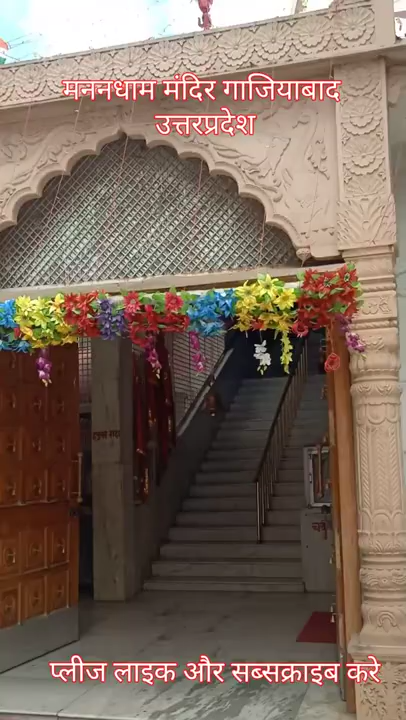 मननधाम मंदिर गाजियाबाद
उत्तरप्रदेश
प्लीज लाइक और सब्सक्राइब करे